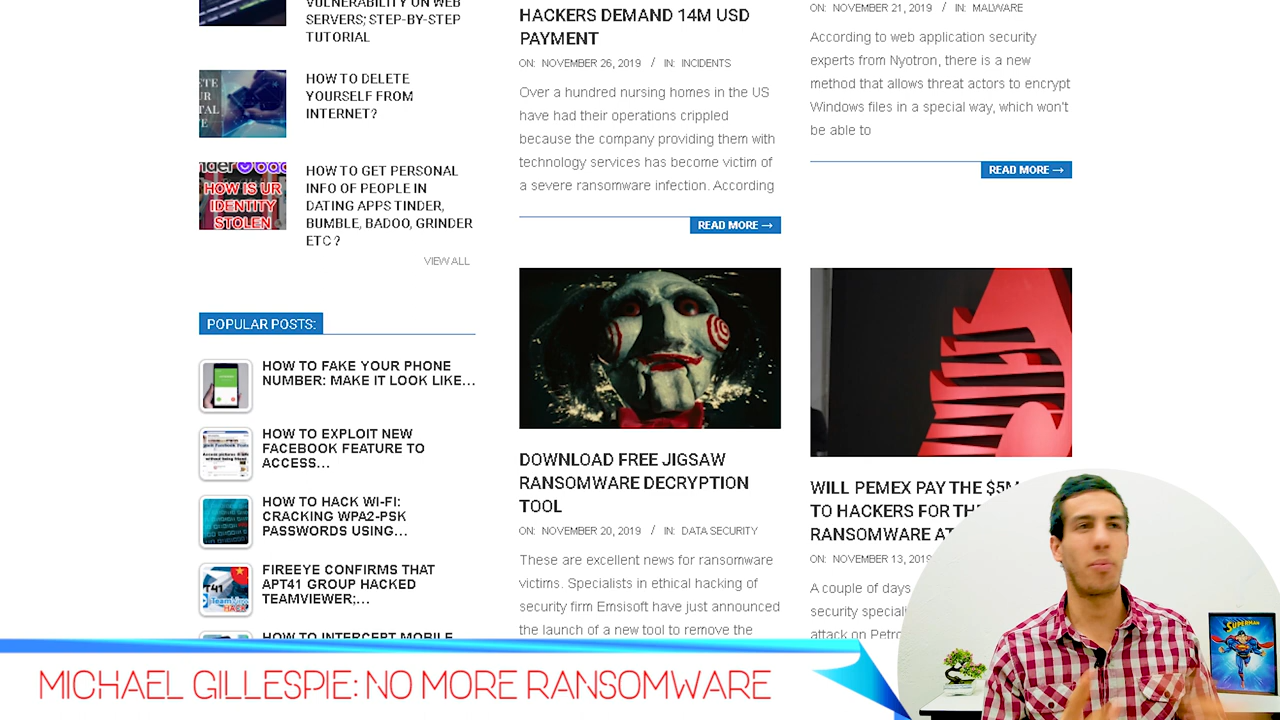 VULNERABILITY ON WEB
SERVERS; STEP-BY-STEP
TUTORIAL
HOW TO DELETE
YOURSELF FROM
INTERNET?
HOW IS UR
IDENTITY
STOLEN
HOW TO GET PERSONAL
INFO OF PEOPLE IN
DATING APPS TINDER,
BUMBLE, BADOO, GRINDER
ETC ?
VIEW ALL
POPULAR POSTS:
HOW TO FAKE YOUR PHONE
NUMBER: MAKE IT LOOK LIKE...
HOW TO EXPLOIT NEW
FACEBOOK FEATURE TO
ACCESS...
HOW TO HACK WI-FI:
CRACKING WPA2-PSK
PASSWORDS USING...
FIREEYE CONFIRMS THAT
APT41 GROUP HACKED
TEAMVIEWER;...
HOW TO INTERCEPT MOBILE
HACKERS DEMAND 14M USD
PAYMENT
ON: NOVEMBER 26, 2019 / IN: INCIDENTS
Over a hundred nursing homes in the US
have had their operations crippled
because the company providing them with
technology services has become victim of
a severe ransomware infection. According
READ MORE →
DOWNLOAD FREE JIGSAW
RANSOMWARE DECRYPTION
TOOL
ON: NOVEMBER 20, 2019 / IN: DATA SECURITY
These are excellent news for ransomware
victims. Specialists in ethical hacking of
security firm Emsisoft have just announced
the launch of a new tool to remove the
ON: NOVEMBER 21, 2019 / IN: MALWARE
According to web application security
experts from Nyotron, there is a new
method that allows threat actors to encrypt
Windows files in a special way, which won't
be able to
READ MORE →
WILL PEMEX PAY THE $5M
TO HACKERS FOR THE
RANSOMWARE AT
ON: NOVEMBER 13, 2019
A couple of days
security special
attack on Petro
SUPERMAN
MICHAEL GILLESPIE: NO MORE RANSOMWARE